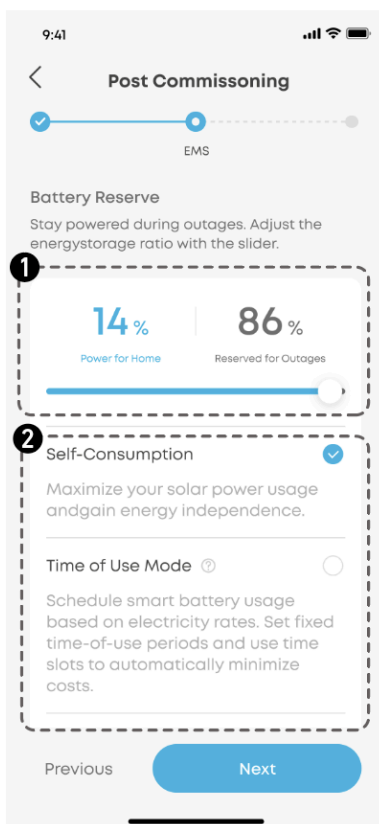 9:41
Post Commissoning
EMS
Battery Reserve
Stay powered during outages. Adjust the
energystorage ratio with the slider.
1
14 % 86 %
Power for Home Reserved for Outages
2
Self-Consumption
Maximize your solar power usage
andgain energy independence.
Time of Use Mode ?
Schedule smart battery usage
based on electricity rates. Set fixed
time-of-use periods and use time
slots to automatically minimize
costs.
Previous Next